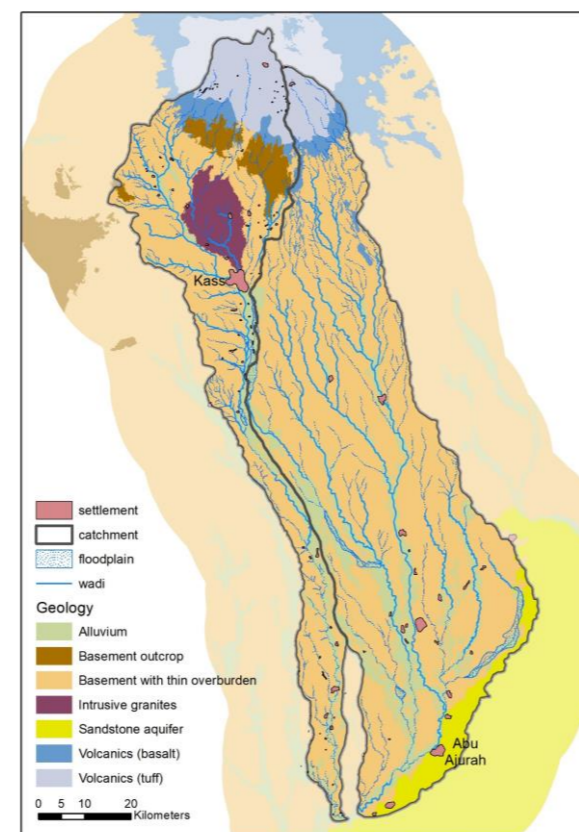 Kass
settlement
catchment
floodplain
wadi
Geology
Alluvium
Basement outcrop
Basement with thin overburden
Intrusive granites
Sandstone aquifer
Volcanics (basalt)
Volcanics (tuff)
Abu
Ajurah
0 5 10 20
Kilometers